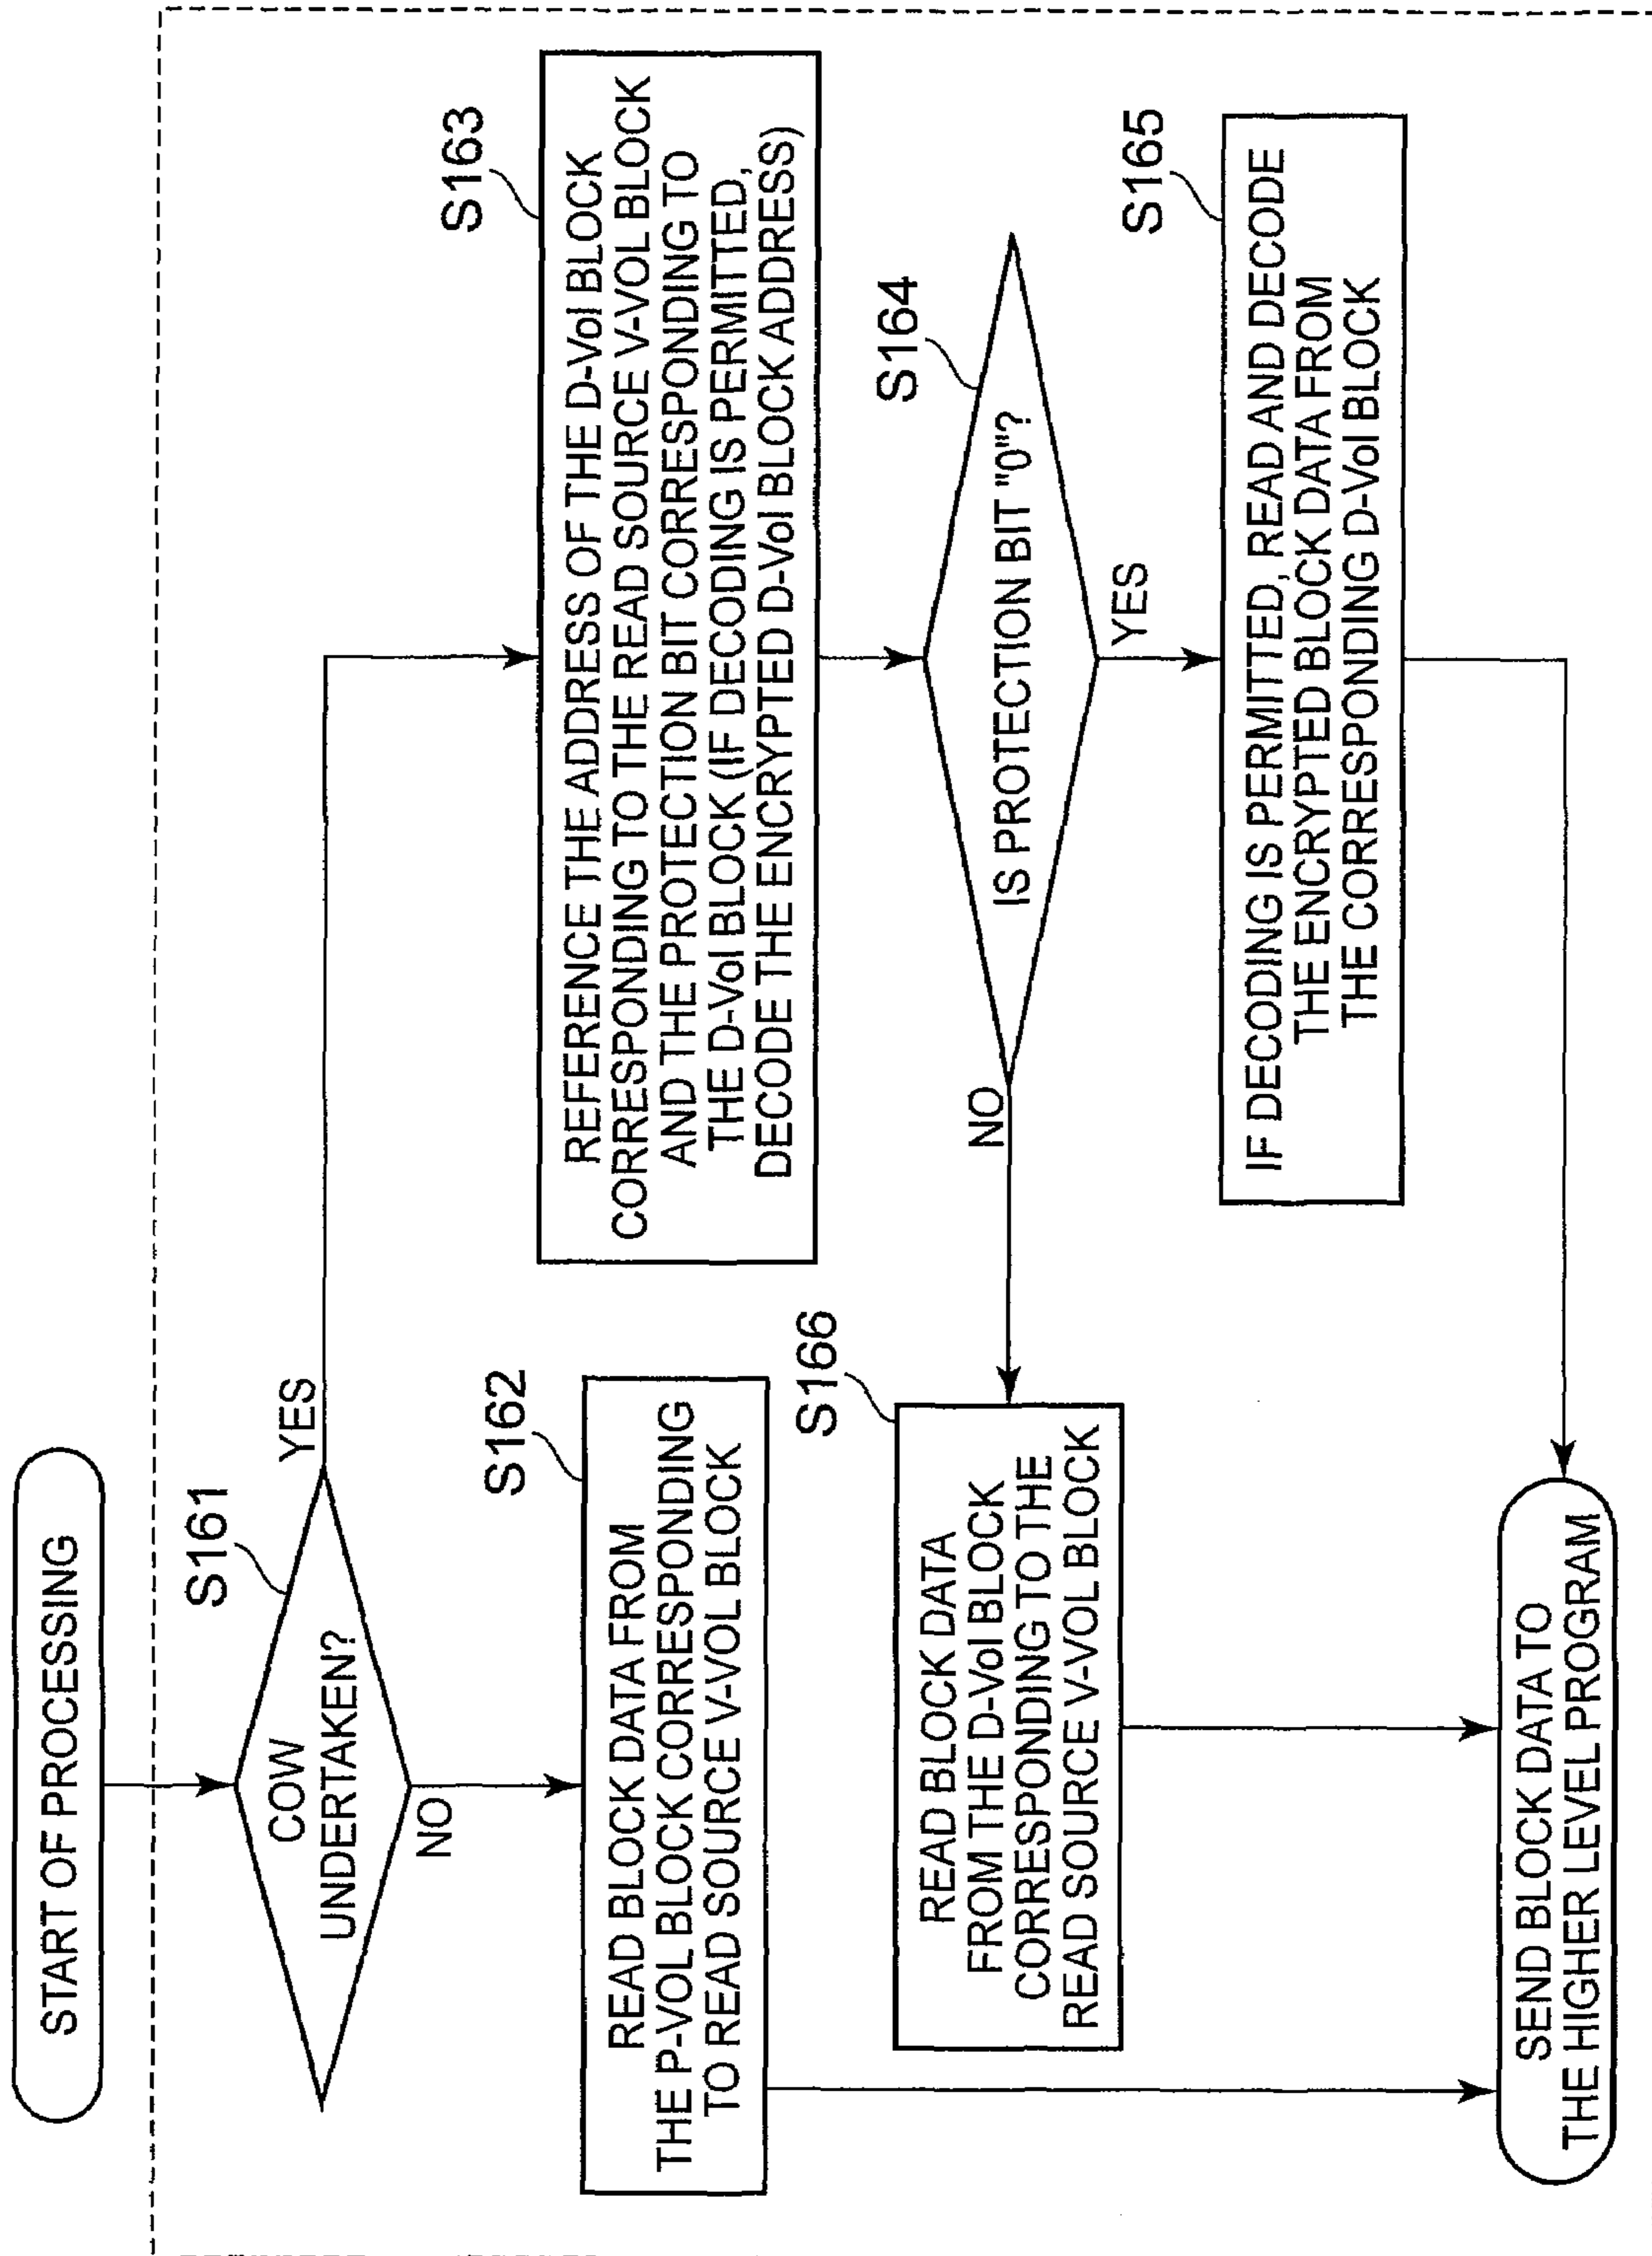 START OF PROCESSING
S161
COW
UNDERTAKEN?
YES
NO
S162
READ BLOCK DATA FROM
THE P-VOL BLOCK CORRESPONDING
TO READ SOURCE V-VOL BLOCK
S163
REFERENCE THE ADDRESS OF THE D-Vol BLOCK
CORRESPONDING TO THE READ SOURCE V-VOL BLOCK
AND THE PROTECTION BIT CORRESPONDING TO
THE D-Vol BLOCK (IF DECODING IS PERMITTED,
DECODE THE ENCRYPTED D-Vol BLOCK ADDRESS)
S164
IS PROTECTION BIT "0"?
NO
YES
S166
READ BLOCK DATA
FROM THE D-Vol BLOCK
CORRESPONDING TO THE
READ SOURCE V-VOL BLOCK
S165
IF DECODING IS PERMITTED, READ AND DECODE
THE ENCRYPTED BLOCK DATA FROM
THE CORRESPONDING D-Vol BLOCK
SEND BLOCK DATA TO
THE HIGHER LEVEL PROGRAM